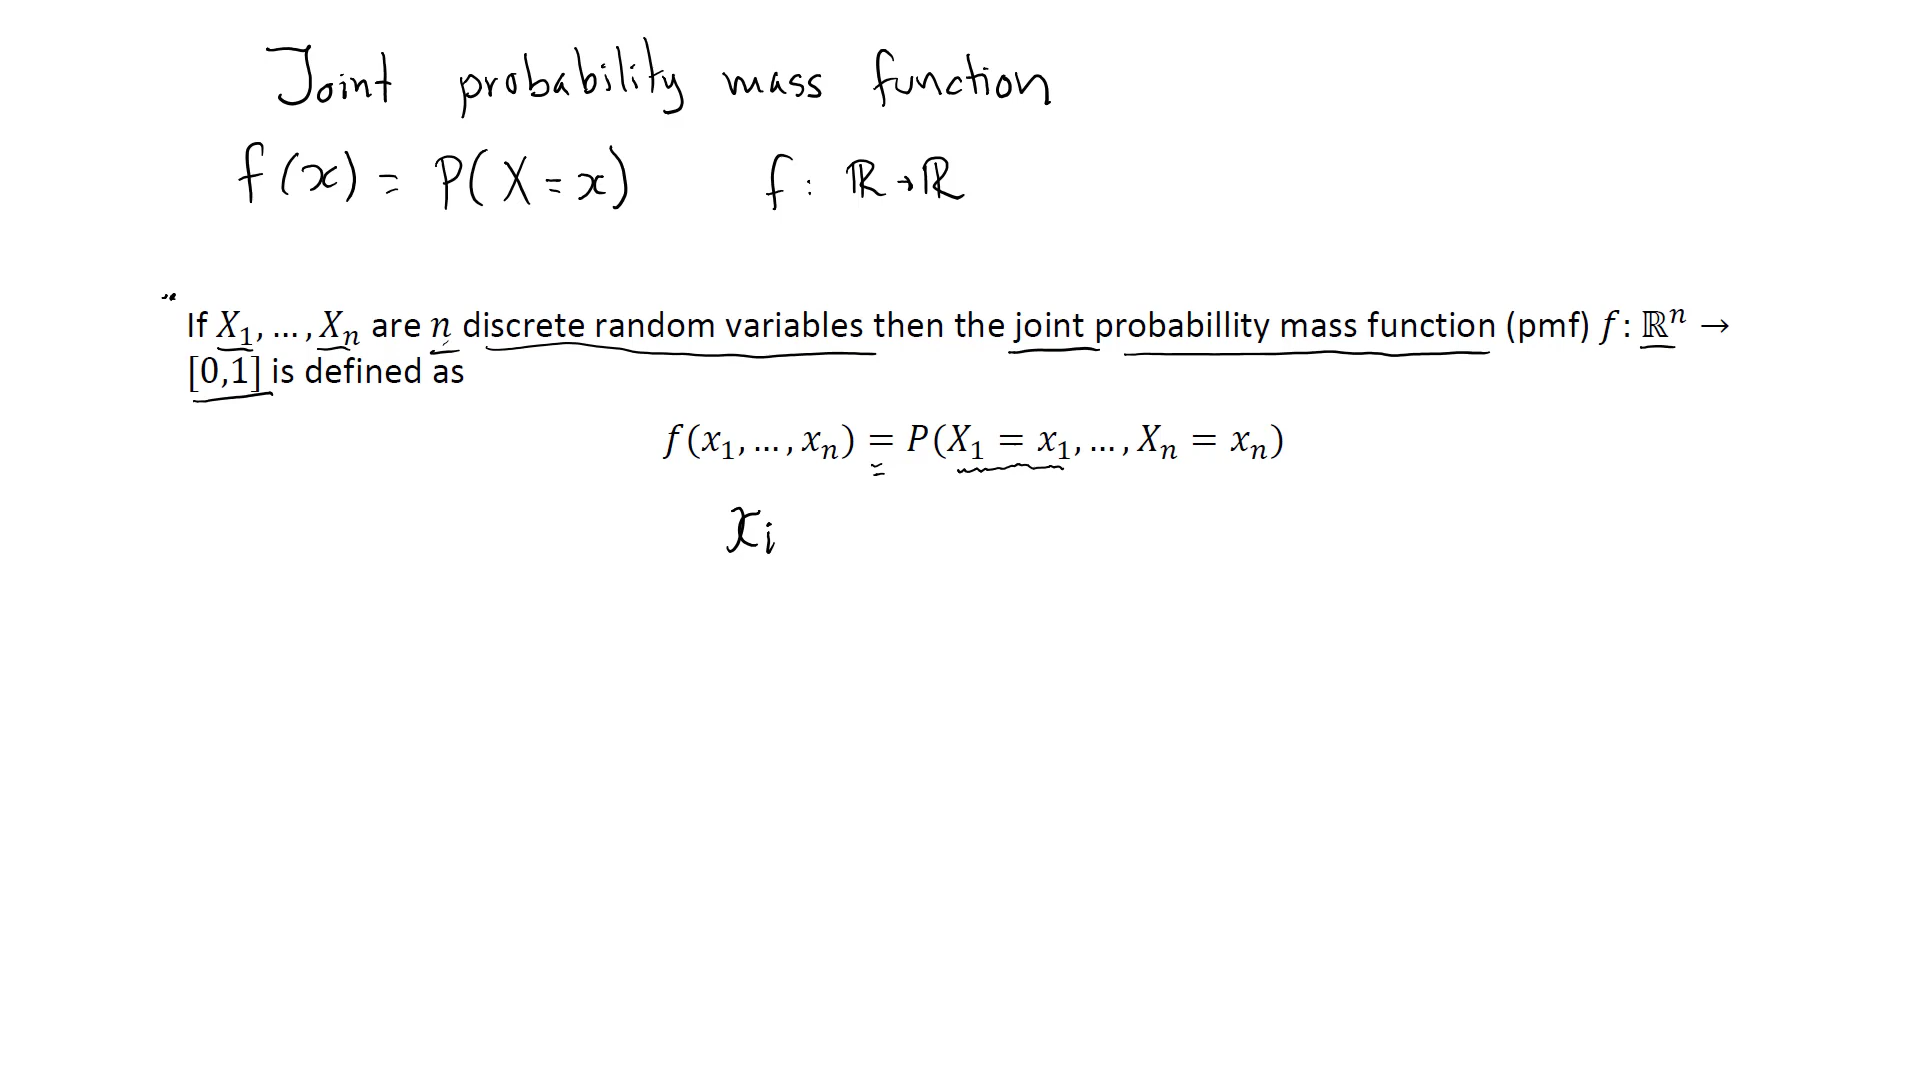 Joint probability mass function
f(x) = P(X = x) f: ℝ → ℝ
If X₁, … , Xₙ are n discrete random variables then the joint probabillity mass function (pmf) f: ℝⁿ →
[0,1] is defined as
f(x₁, … , xₙ) = P(X₁ = x₁, … , Xₙ = xₙ)
xᵢ